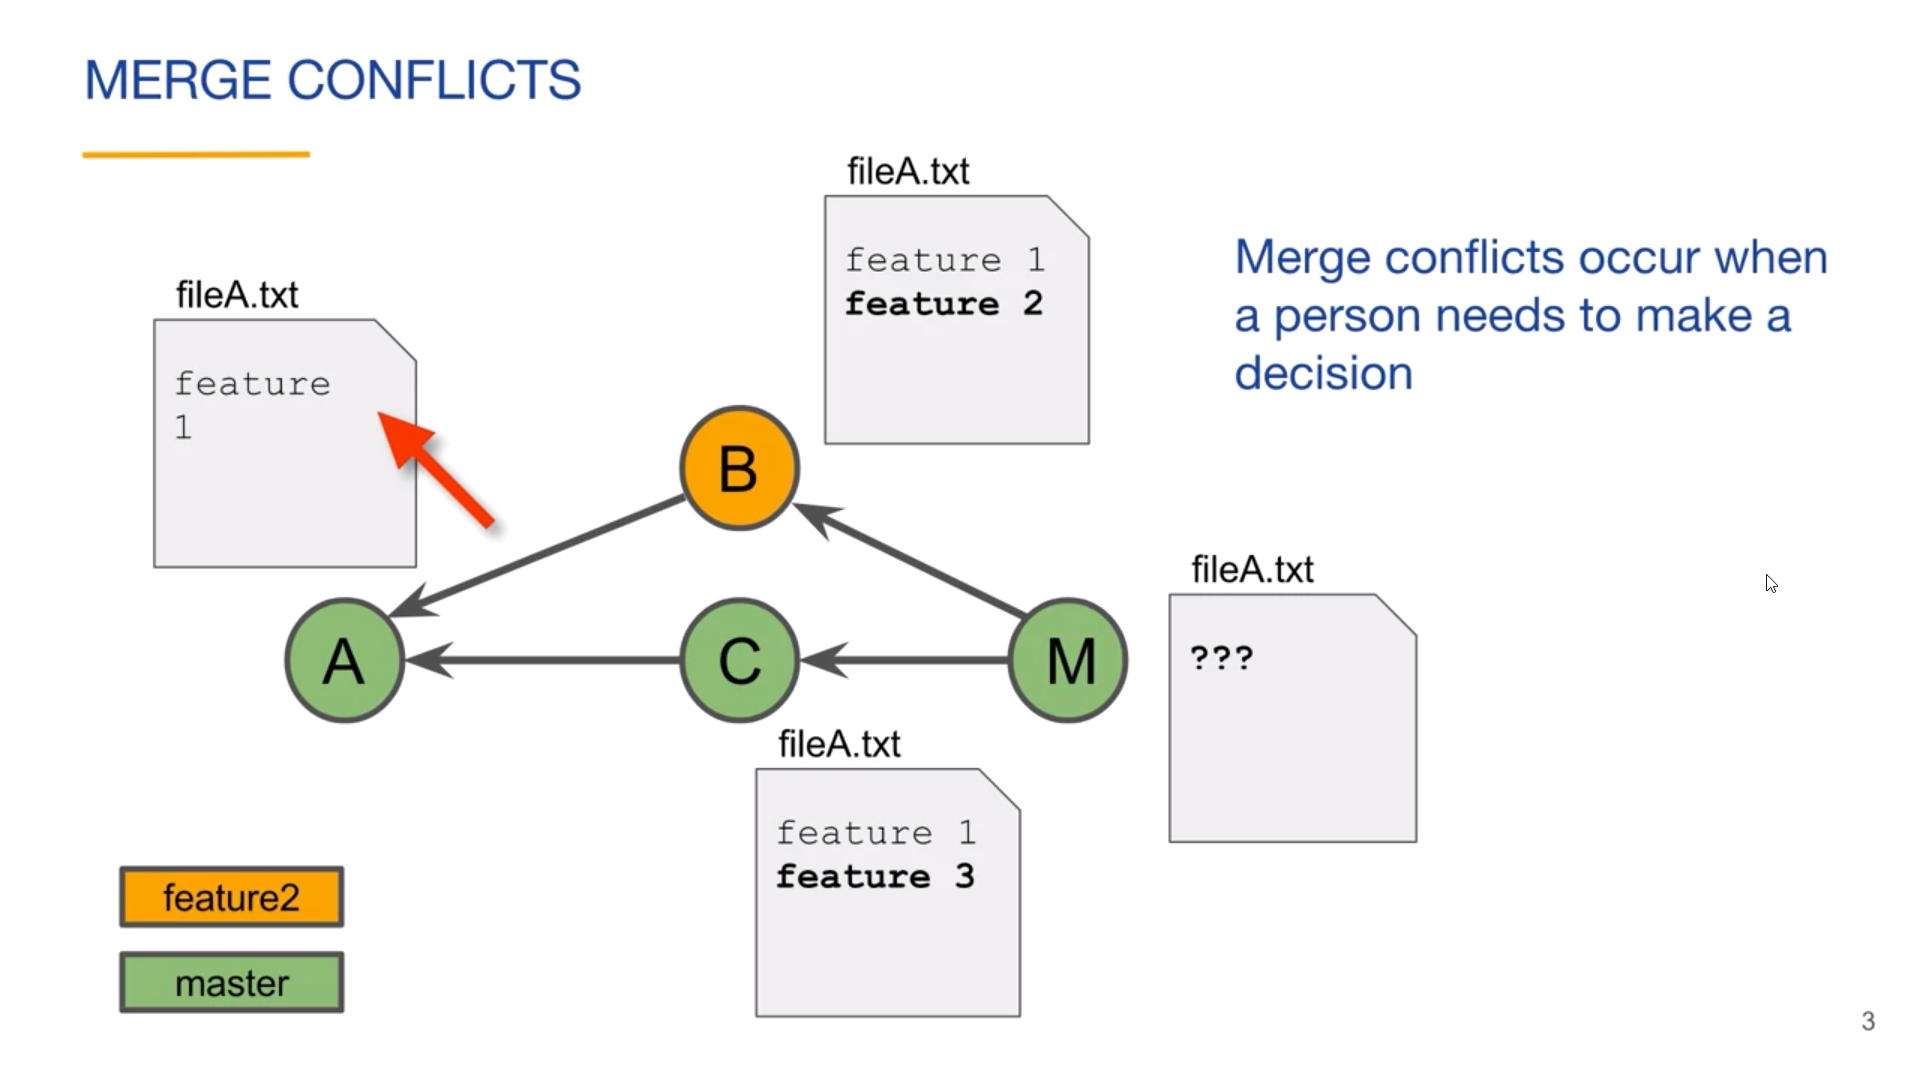 MERGE CONFLICTS
fileA.txt
feature 1
feature 2
Merge conflicts occur when
a person needs to make a
decision
fileA.txt
feature
1
B
fileA.txt
???
A
C
M
fileA.txt
feature 1
feature 3
feature2
master
3